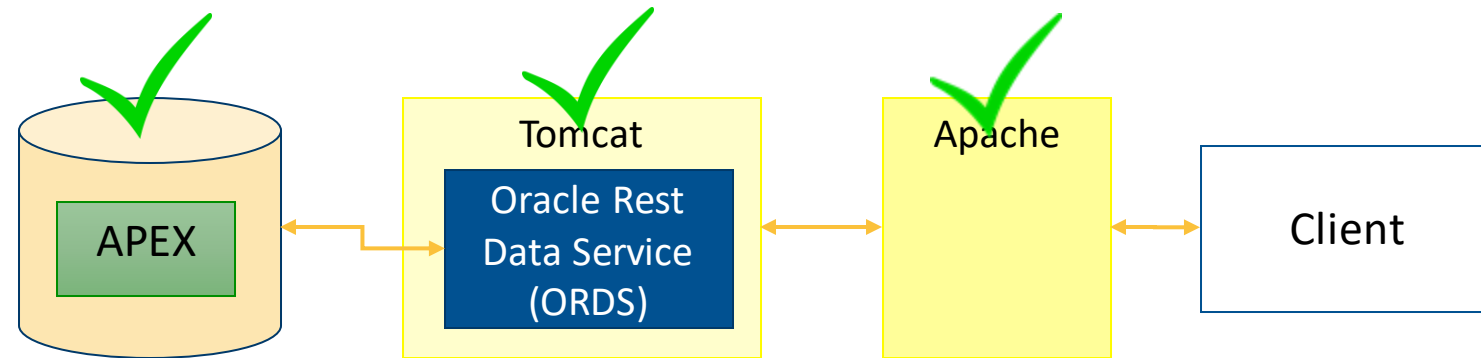 APEX
Tomcat
Oracle Rest
Data Service
(ORDS)
Apache
Client